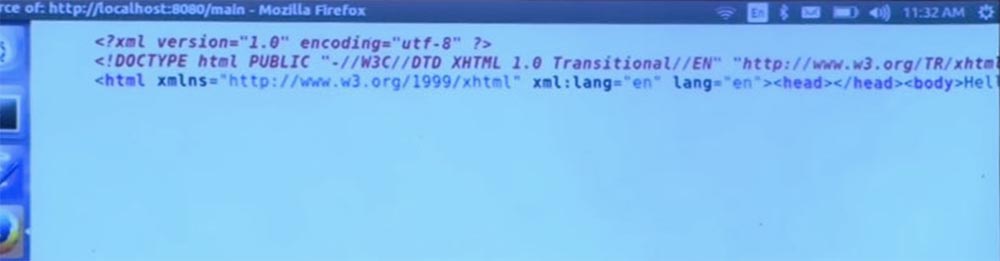 rce of: http://localhost:8080/main - Mozilla Firefox En 11:32 AM
<?xml version="1.0" encoding="utf-8" ?>
<!DOCTYPE html PUBLIC "-//W3C//DTD XHTML 1.0 Transitional//EN" "http://www.w3.org/TR/xhtml
<html xmlns="http://www.w3.org/1999/xhtml" xml:lang="en" lang="en"><head></head><body>Hell